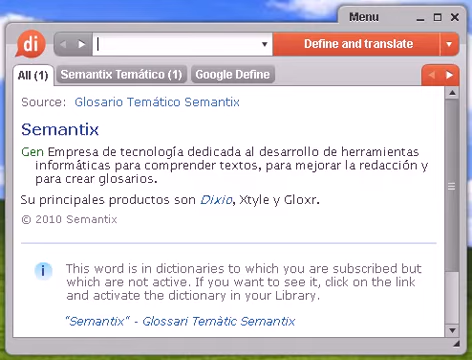 Menu
di
Define and translate
All (1)
Semantix Temático (1)
Google Define
Source: Glosario Temático Semantix
Semantix
Gen Empresa de tecnología dedicada al desarrollo de herramientas
informáticas para comprender textos, para mejorar la redacción y
para crear glosarios.
Su principales productos son Dixio, Xtyle y Gloxr.
© 2010 Semantix
i
This word is in dictionaries to which you are subscribed but
which are not active. If you want to see it, click on the link
and activate the dictionary in your Library.
"Semantix" - Glossari Temàtic Semantix